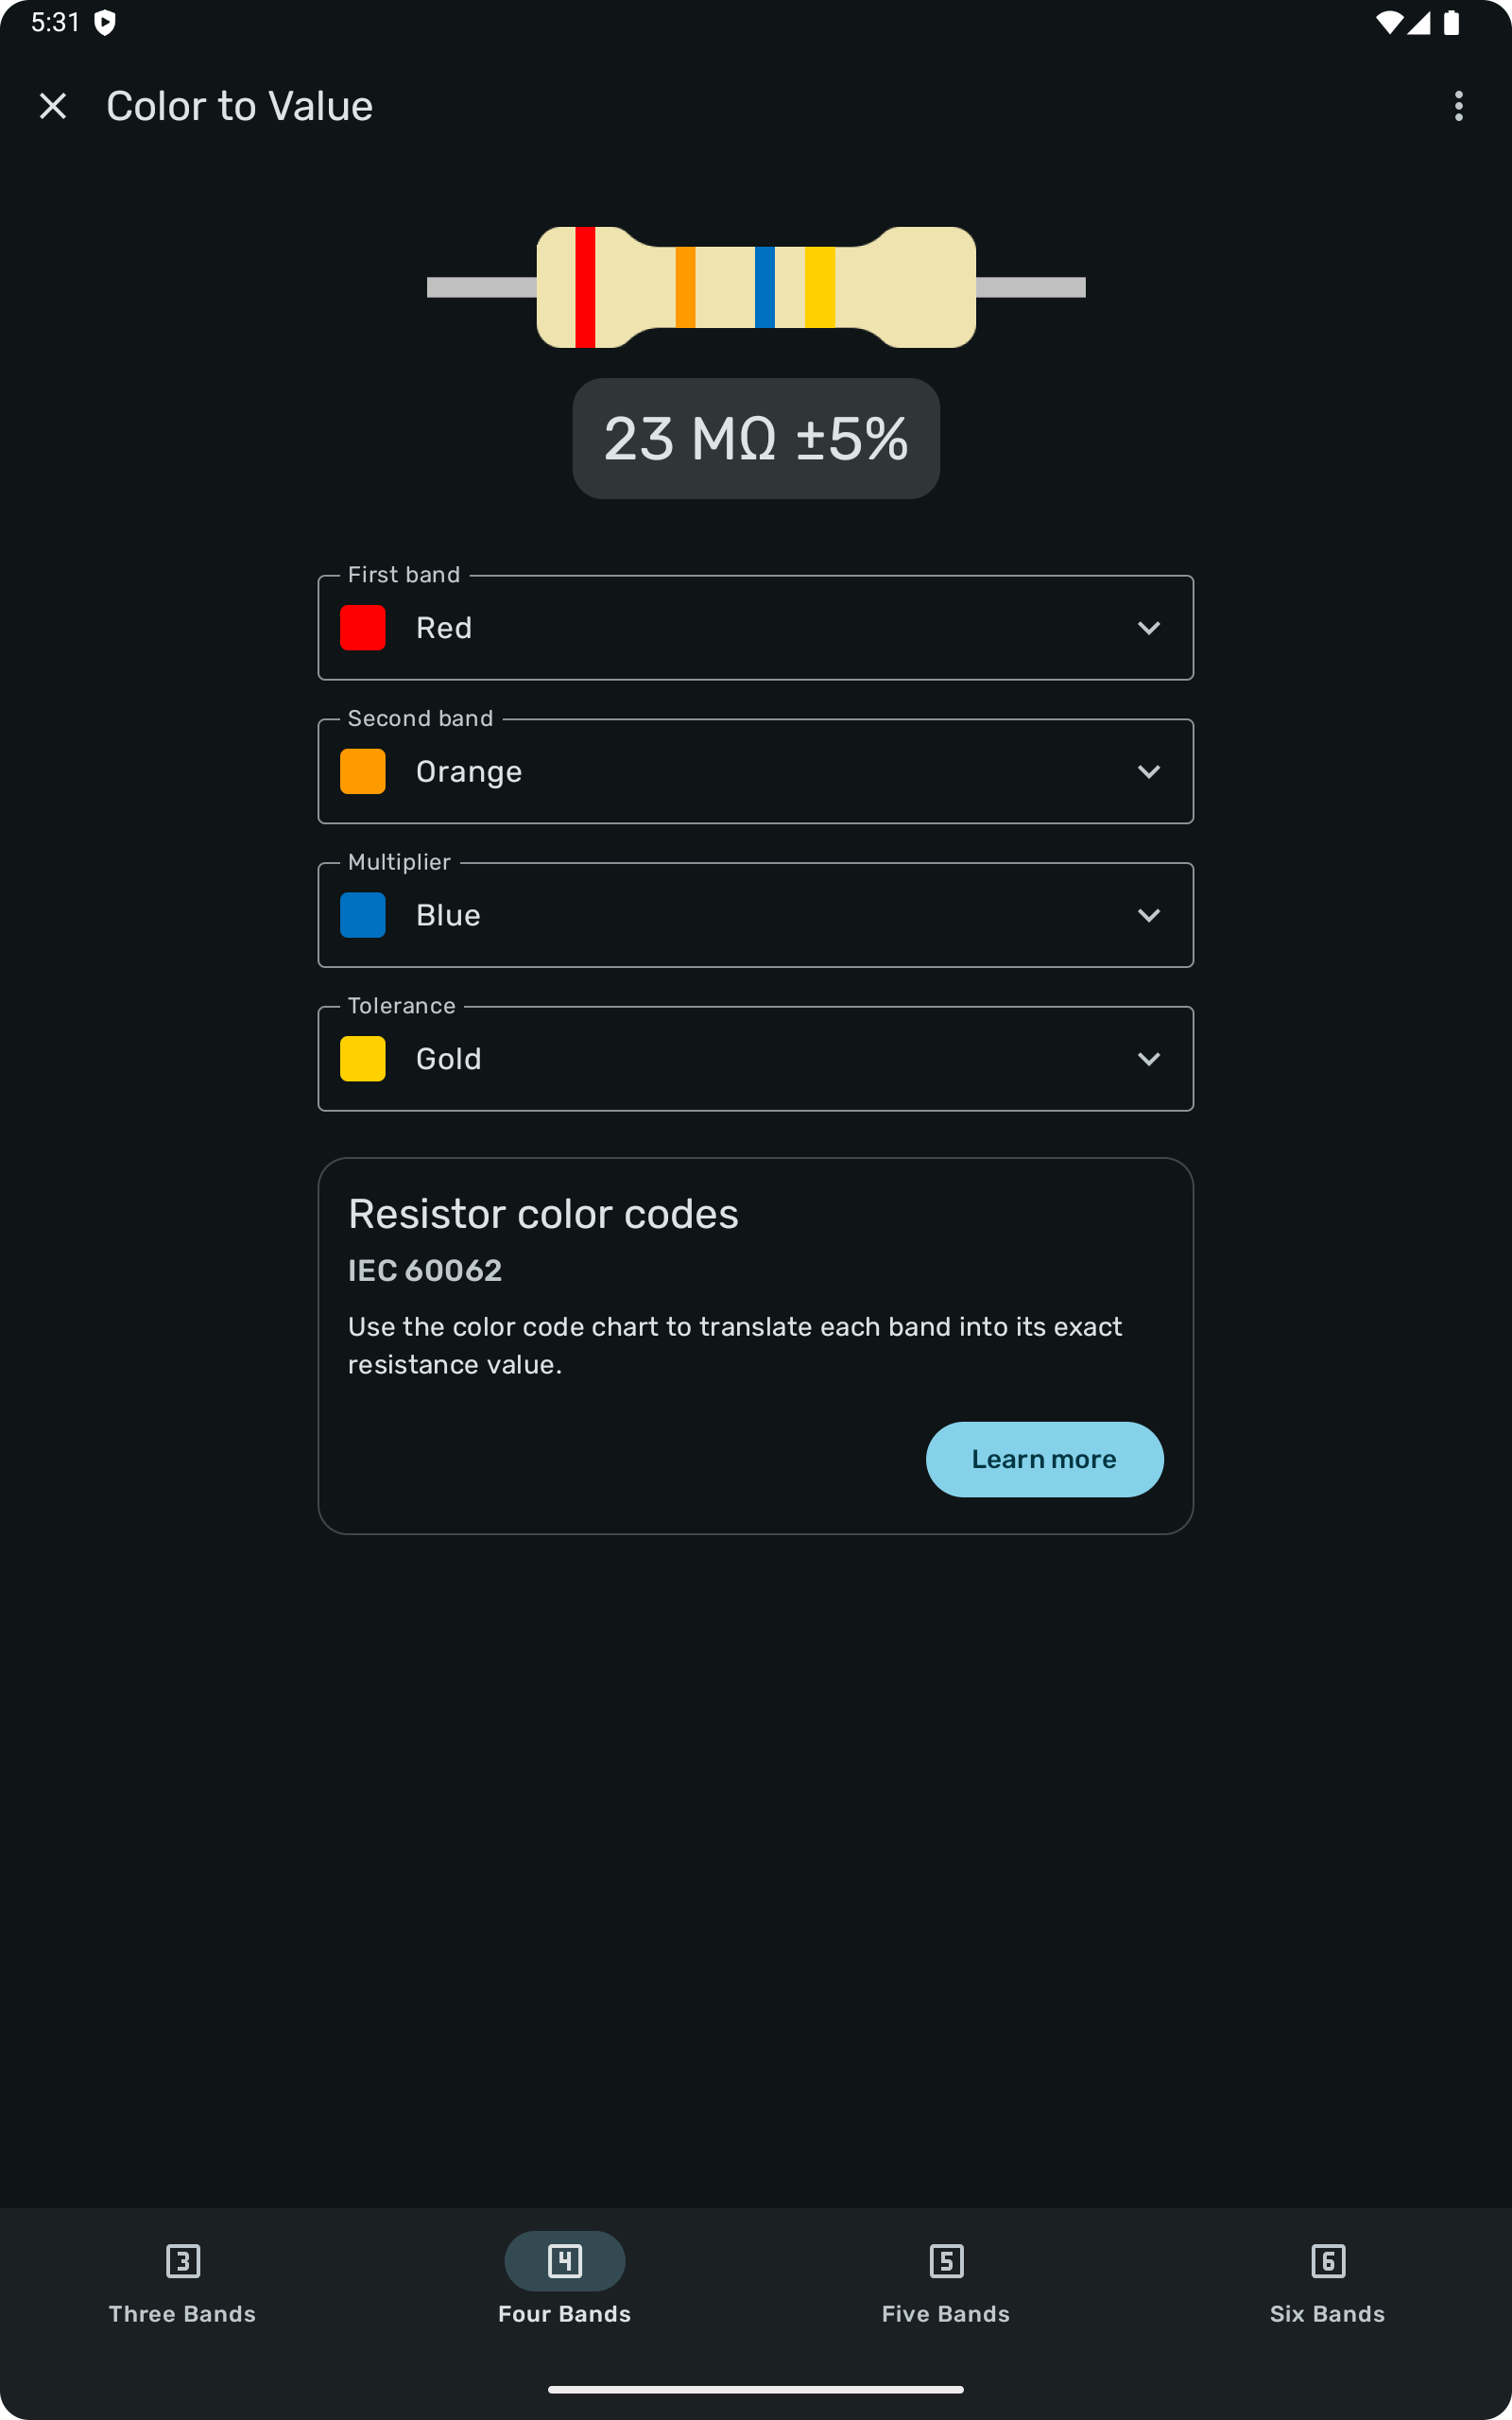 5:31
Color to Value
23 MΩ ±5%
First band
Red
Second band
Orange
Multiplier
Blue
Tolerance
Gold
Resistor color codes
IEC 60062
Use the color code chart to translate each band into its exact
resistance value.
Learn more
3
4
5
6
Three Bands
Four Bands
Five Bands
Six Bands